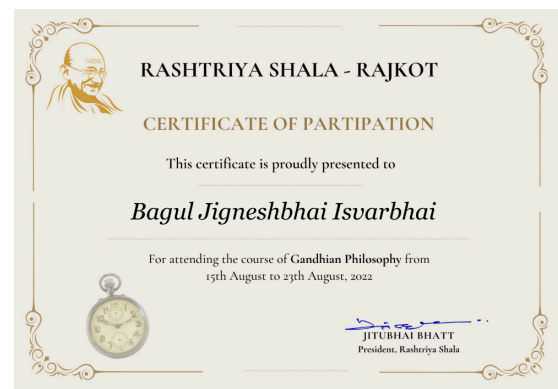 RASHTRIYA SHALA - RAJKOT
CERTIFICATE OF PARTIPATION
This certificate is proudly presented to
Bagul Jigneshbhai Isvarbhai
For attending the course of Gandhian Philosophy from
15th August to 23th August, 2022
JITUBHAI BHATT
President, Rashtriya Shala